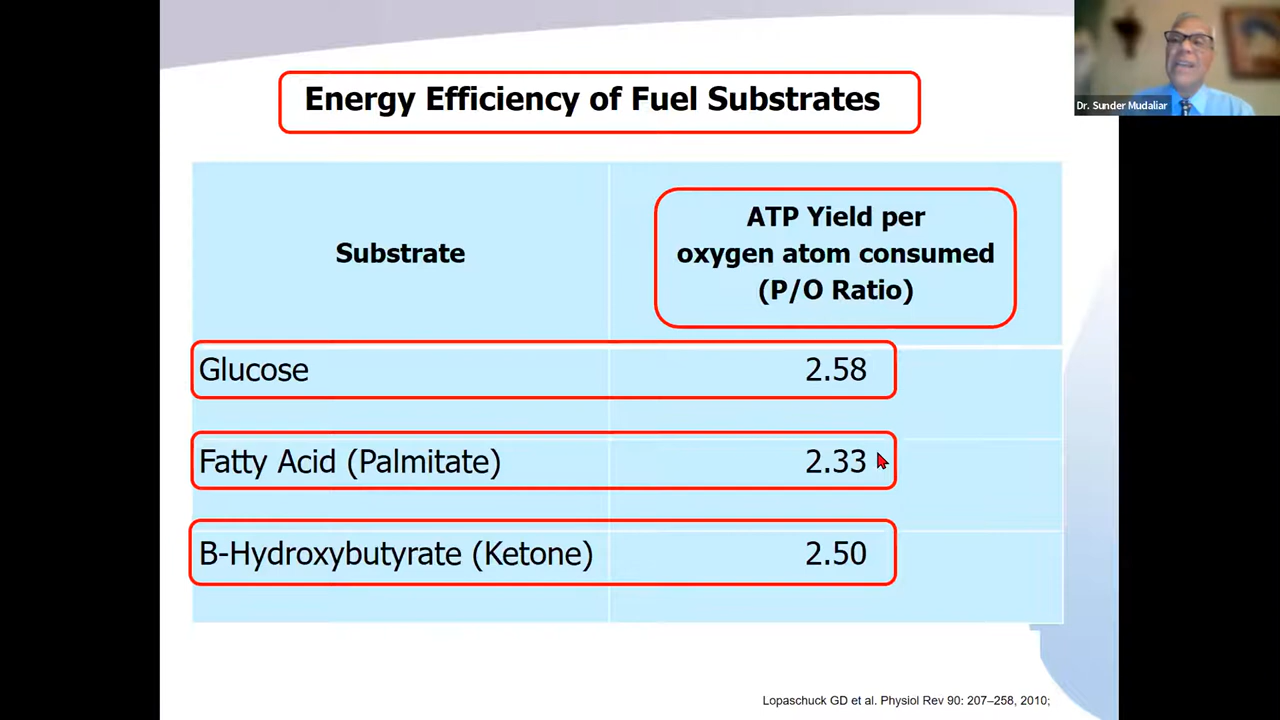 Energy Efficiency of Fuel Substrates
Dr. Sunder Mudaliar
Substrate
ATP Yield per
oxygen atom consumed
(P/O Ratio)
Glucose 2.58
Fatty Acid (Palmitate) 2.33
B-Hydroxybutyrate (Ketone) 2.50
Lopaschuck GD et al. Physiol Rev 90: 207–258, 2010;